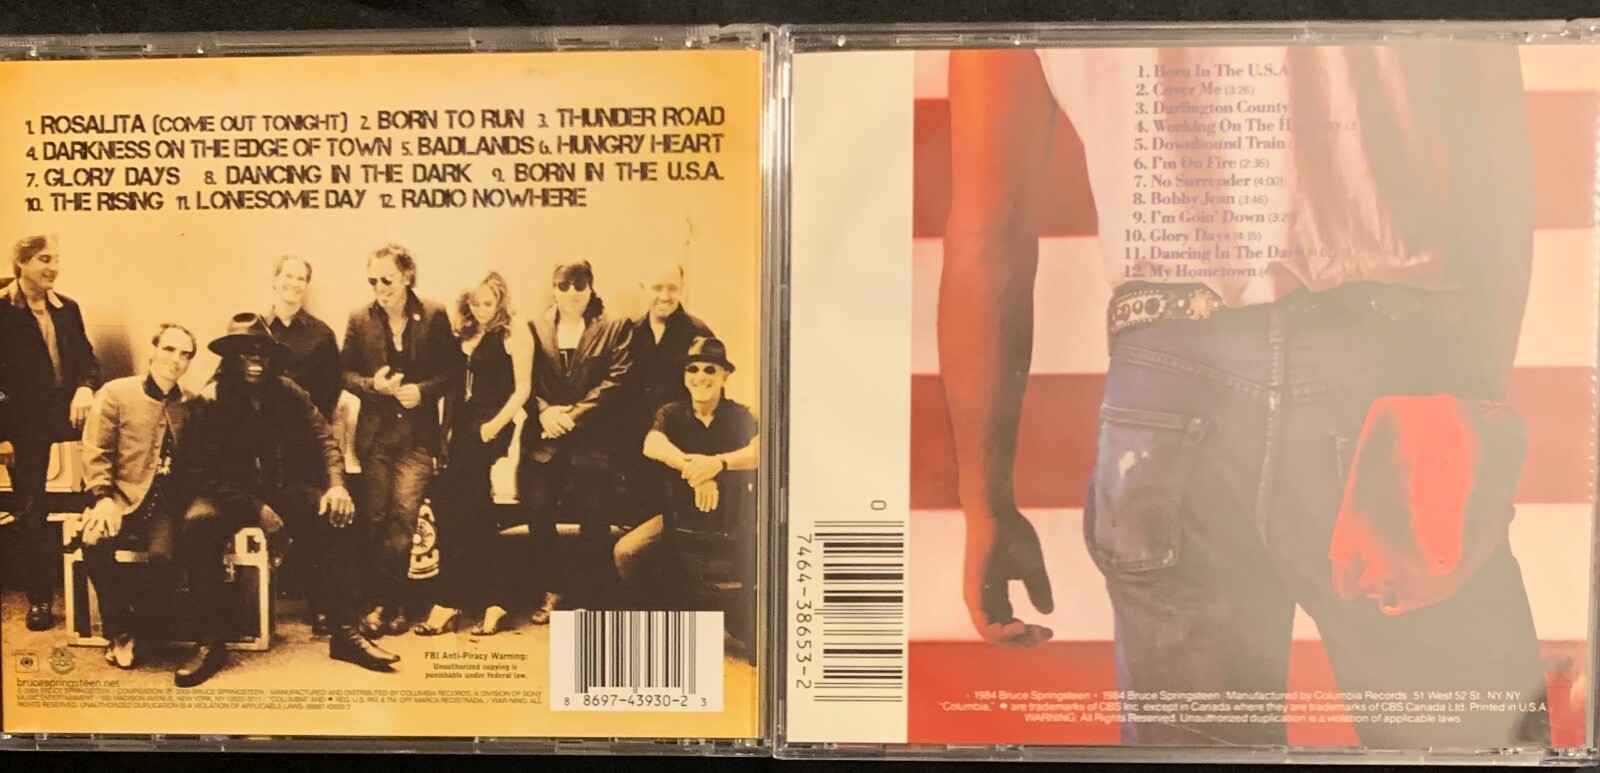 1. ROSALITA (COME OUT TONIGHT) 2. BORN TO RUN 3. THUNDER ROAD
4. DARKNESS ON THE EDGE OF TOWN 5. BADLANDS 6. HUNGRY HEART
7. GLORY DAYS 8. DANCING IN THE DARK 9. BORN IN THE U.S.A.
10. THE RISING 11. LONESOME DAY 12. RADIO NOWHERE
FBI Anti-Piracy Warning:
Unauthorized copying is
punishable under federal law.
brucespringsteen.net
8 8697-43930-2 3
1. Born In The U.S.A
2. Cover Me (3:26)
3. Darlington County
4. Working On The
5. Downbound Train
6. I'm On Fire (2:36)
7. No Surrender (4:00)
8. Bobby Jean (3:46)
9. I'm Goin' Down
10. Glory Days (4:15)
11. Dancing In The
12. My Hometown
0
7464-38653-2
1984 Bruce Springsteen • 1984 Bruce Springsteen/Manufactured by Columbia Records 51 West 52 St. NY. NY
"Columbia," are trademarks of CBS Inc. except in Canada where they are trademarks of CBS Canada Ltd. Printed in U.S.A.
WARNING: All Rights Reserved. Unauthorized duplication is a violation of applicable laws